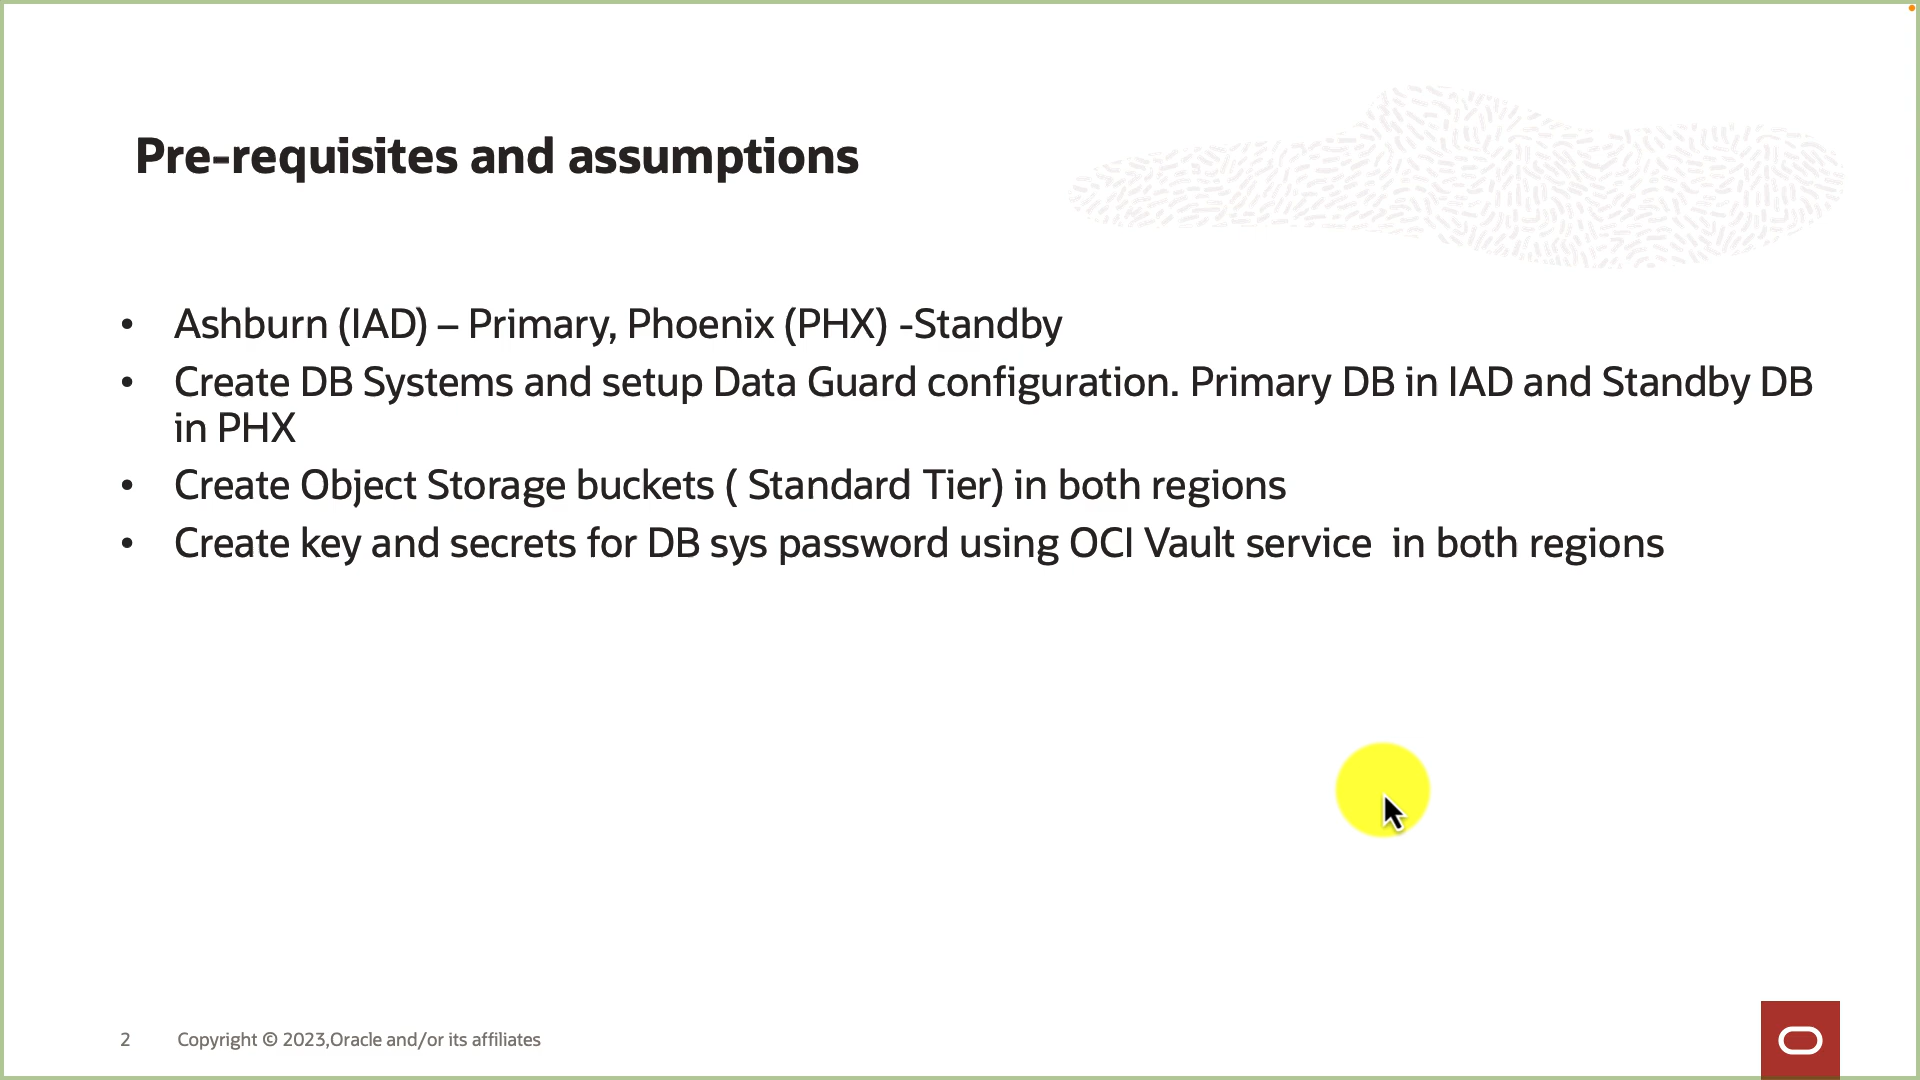 Pre-requisites and assumptions
• Ashburn (IAD) – Primary, Phoenix (PHX) -Standby
• Create DB Systems and setup Data Guard configuration. Primary DB in IAD and Standby DB
in PHX
• Create Object Storage buckets ( Standard Tier) in both regions
• Create key and secrets for DB sys password using OCI Vault service  in both regions
2 Copyright © 2023,Oracle and/or its affiliates